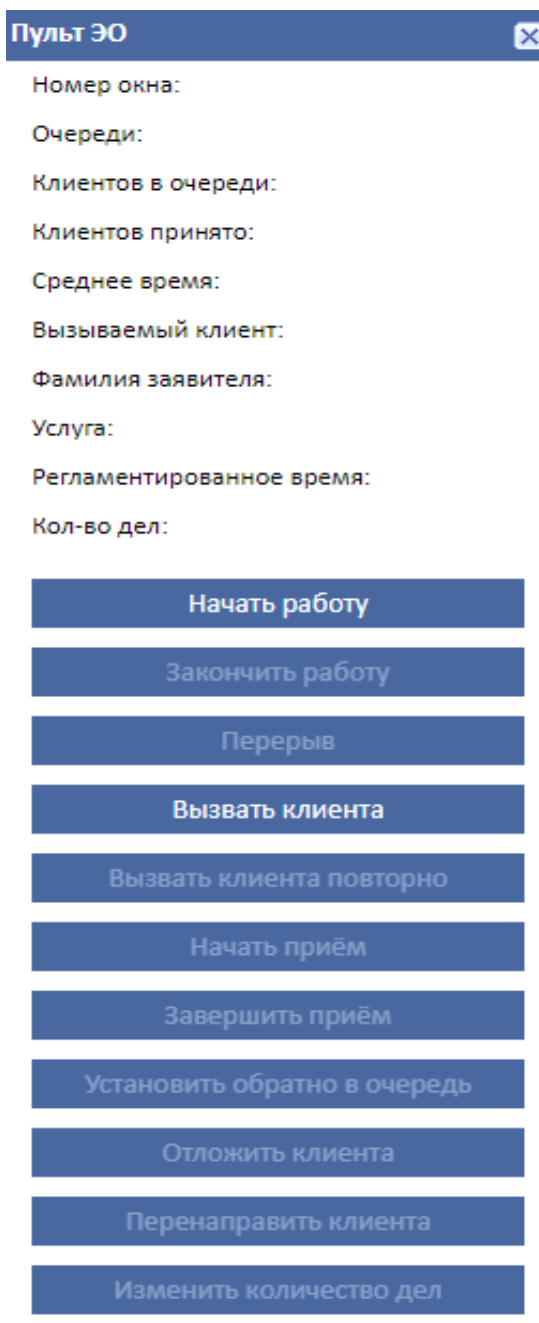 Пульт ЭО
Номер окна:
Очереди:
Клиентов в очереди:
Клиентов принято:
Среднее время:
Вызываемый клиент:
Фамилия заявителя:
Услуга:
Регламентированное время:
Кол-во дел:
Начать работу
Закончить работу
Перерыв
Вызвать клиента
Вызвать клиента повторно
Начать приём
Завершить приём
Установить обратно в очередь
Отложить клиента
Перенаправить клиента
Изменить количество дел